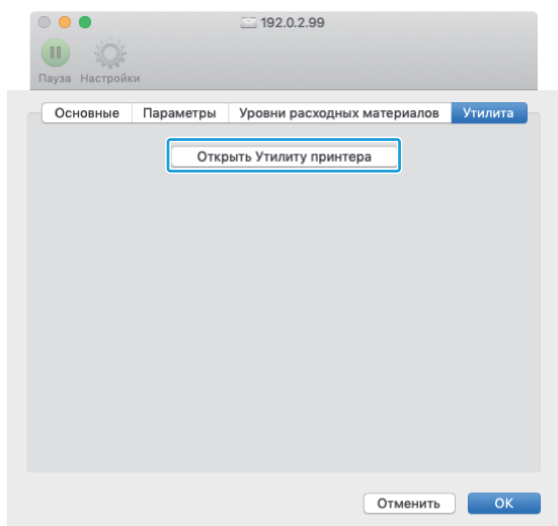 192.0.2.99
Пауза Настройки
Основные Параметры Уровни расходных материалов Утилита
Открыть Утилиту принтера
Отменить OK